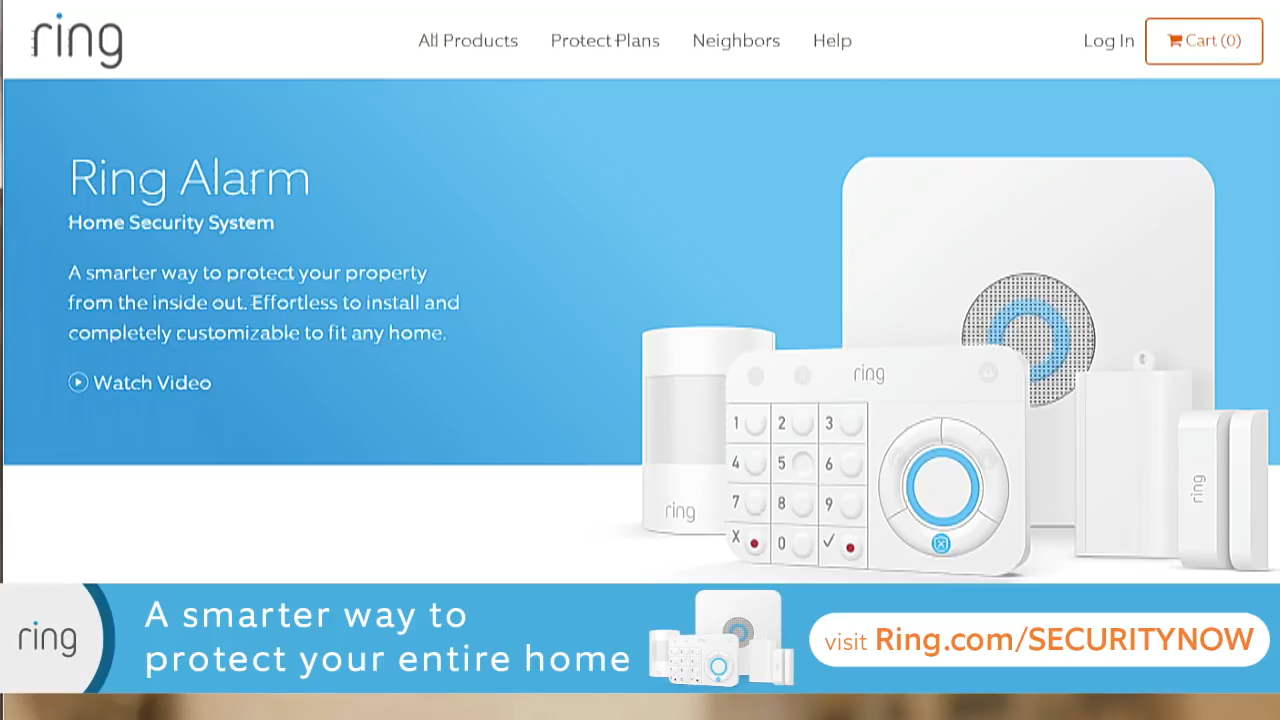 ring
All Products
Protect Plans
Neighbors
Help
Log In
Cart (0)
Ring Alarm
Home Security System
A smarter way to protect your property
from the inside out. Effortless to install and
completely customizable to fit any home.
Watch Video
ring
1 2 3
4 5 6
7 8 9
X 0 ✓
ring
ring
ring
A smarter way to
protect your entire home
visit Ring.com/SECURITYNOW